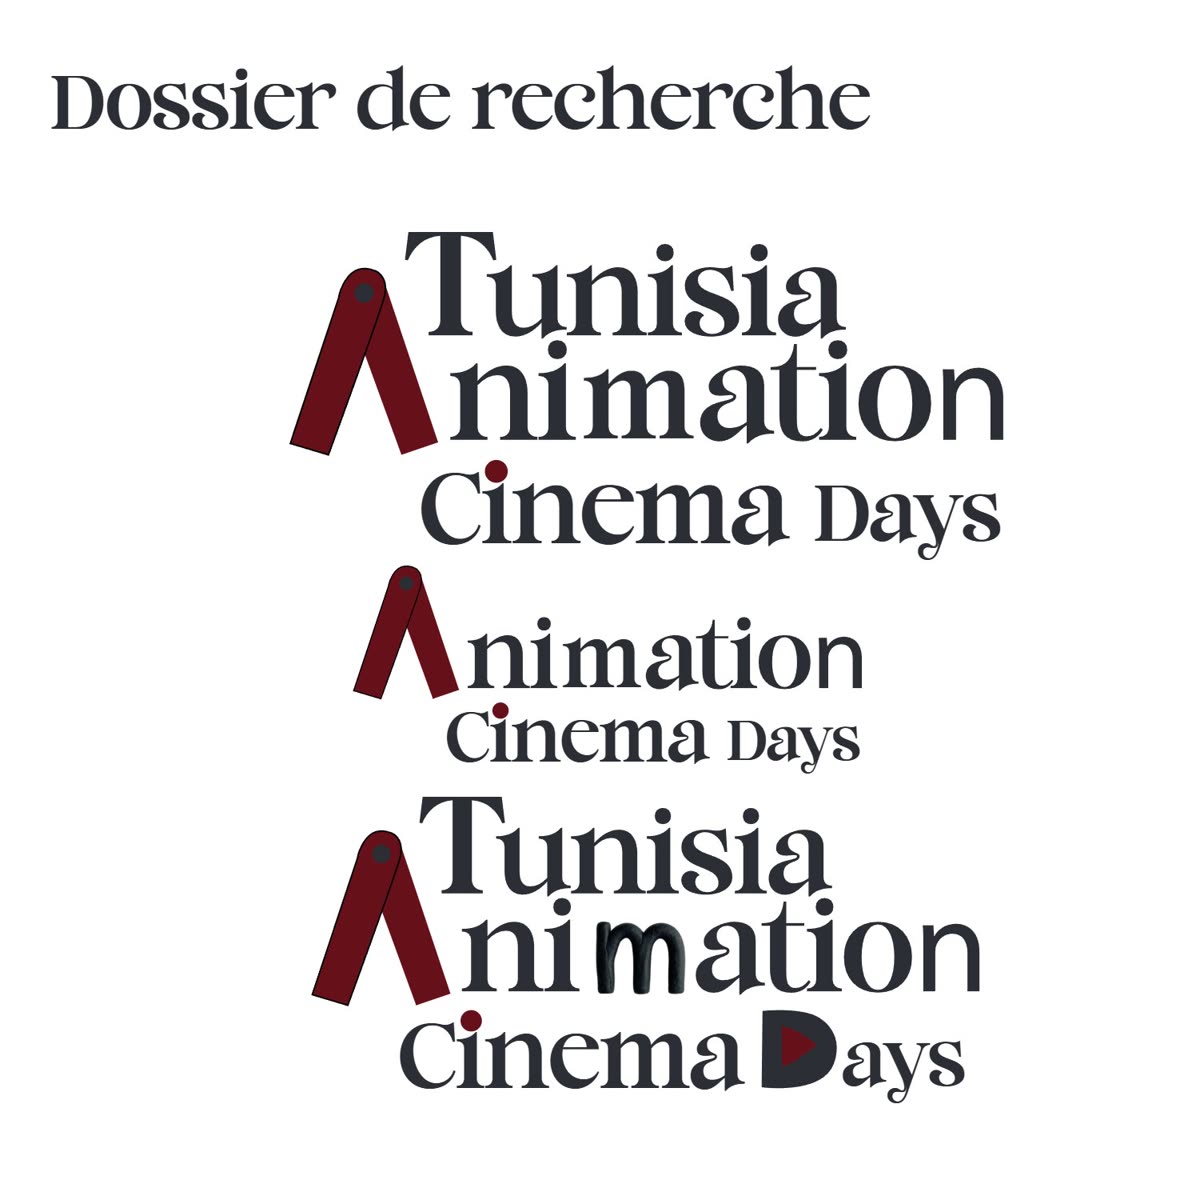 Dossier de recherche
Tunisia
Animation
Cinema Days
Animation
Cinema Days
Tunisia
Animation
Cinema Days